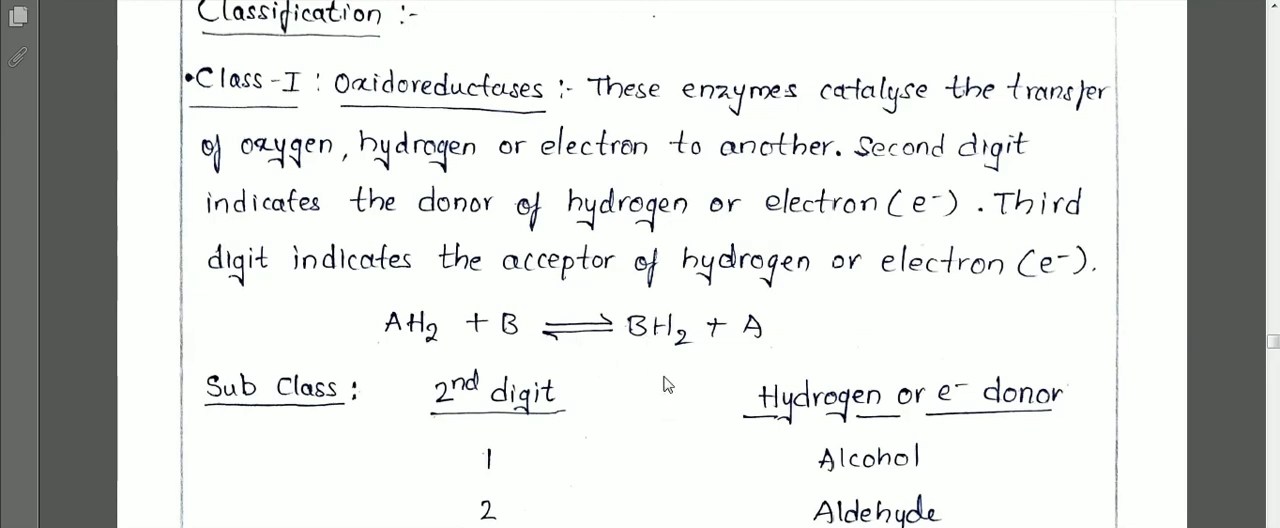 Classification :-
•Class-I : Oxidoreductases :- These enzymes catalyse the transfer
of oxygen, hydrogen or electron to another. Second digit
indicates the donor of hydrogen or electron (e⁻). Third
digit indicates the acceptor of hydrogen or electron (e⁻).
AH₂ + B ⇌ BH₂ + A
Sub Class : 2nd digit Hydrogen or e⁻ donor
1 Alcohol
2 Aldehyde